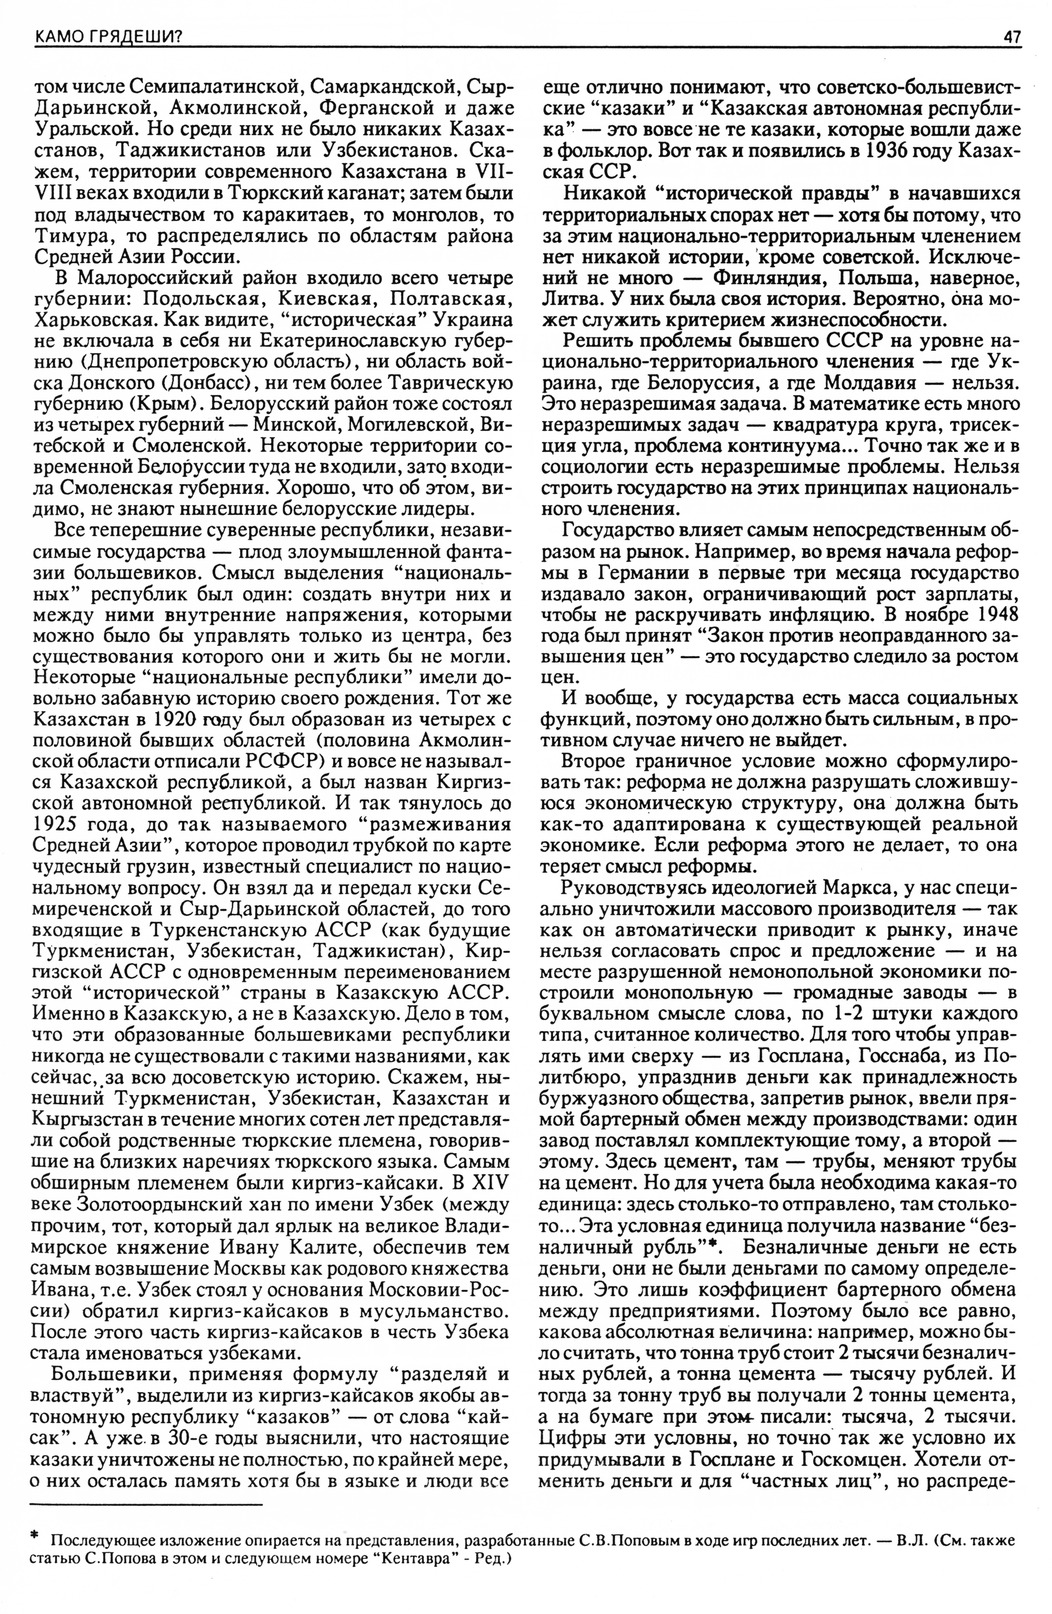 КАМО ГРЯДЕШИ?
47
том числе Семипалатинской, Самаркандской, Сыр-
Дарьинской, Акмолинской, Ферганской и даже
Уральской. Но среди них не было никаких Казах-
станов, Таджикистанов или Узбекистанов. Ска-
жем, территории современного Казахстана в VII-
VIII веках входили в Тюркский каганат; затем были
под владычеством то каракитаев, то монголов, то
Тимура, то распределялись по областям района
Средней Азии России.
В Малороссийский район входило всего четыре
губернии: Подольская, Киевская, Полтавская,
Харьковская. Как видите, “историческая” Украина
не включала в себя ни Екатеринославскую губер-
нию (Днепропетровскую область), ни область вой-
ска Донского (Донбасс), ни тем более Таврическую
губернию (Крым). Белорусский район тоже состоял
из четырех губерний — Минской, Могилевской, Ви-
тебской и Смоленской. Некоторые территории со-
временной Белоруссии туда не входили, зато входи-
ла Смоленская губерния. Хорошо, что об этом, ви-
димо, не знают нынешние белорусские лидеры.
Все теперешние суверенные республики, незави-
симые государства — плод злоумышленной фанта-
зии большевиков. Смысл выделения “националь-
ных” республик был один: создать внутри них и
между ними внутренние напряжения, которыми
можно было бы управлять только из центра, без
существования которого они и жить бы не могли.
Некоторые “национальные республики” имели до-
вольно забавную историю своего рождения. Тот же
Казахстан в 1920 году был образован из четырех с
половиной бывших областей (половина Акмолин-
ской области отписали РСФСР) и вовсе не называл-
ся Казахской республикой, а был назван Киргиз-
ской автономной республикой. И так тянулось до
1925 года, до так называемого “размеживания
Средней Азии”, которое проводил трубкой по карте
чудесный грузин, известный специалист по нацио-
нальному вопросу. Он взял да и передал куски Се-
миреченской и Сыр-Дарьинской областей, до того
входящие в Туркенстанскую АССР (как будущие
Туркменистан, Узбекистан, Таджикистан), Кир-
гизской АССР с одновременным переименованием
этой “исторической” страны в Казакскую АССР.
Именно в Казакскую, а не в Казахскую. Дело в том,
что эти образованные большевиками республики
никогда не существовали с такими названиями, как
сейчас, за всю досоветскую историю. Скажем, ны-
нешний Туркменистан, Узбекистан, Казахстан и
Кыргызстан в течение многих сотен лет представля-
ли собой родственные тюркские племена, говорив-
шие на близких наречиях тюркского языка. Самым
обширным племенем были киргиз-кайсаки. В XIV
веке Золотоордынский хан по имени Узбек (между
прочим, тот, который дал ярлык на великое Влади-
мирское княжение Ивану Калите, обеспечив тем
самым возвышение Москвы как родового княжества
Ивана, т.е. Узбек стоял у основания Московии-Рос-
сии) обратил киргиз-кайсаков в мусульманство.
После этого часть киргиз-кайсаков в честь Узбека
стала именоваться узбеками.
Большевики, применяя формулу “разделяй и
властвуй”, выделили из киргиз-кайсаков якобы ав-
тономную республику “казаков” — от слова “кай-
сак”. А уже в 30-е годы выяснили, что настоящие
казаки уничтожены не полностью, по крайней мере,
о них осталась память хотя бы в языке и люди все
еще отлично понимают, что советско-большевист-
ские “казаки” и “Казакская автономная республи-
ка” — это вовсе не те казаки, которые вошли даже
в фольклор. Вот так и появились в 1936 году Казах-
ская ССР.
Никакой “исторической правды” в начавшихся
территориальных спорах нет — хотя бы потому, что
за этим национально-территориальным членением
нет никакой истории, кроме советской. Исключе-
ний не много — Финляндия, Польша, наверное,
Литва. У них была своя история. Вероятно, она мо-
жет служить критерием жизнеспособности.
Решить проблемы бывшего СССР на уровне на-
ционально-территориального членения — где Ук-
раина, где Белоруссия, а где Молдавия — нельзя.
Это неразрешимая задача. В математике есть много
неразрешимых задач — квадратура круга, трисек-
ция угла, проблема континуума... Точно так же и в
социологии есть неразрешимые проблемы. Нельзя
строить государство на этих принципах националь-
ного членения.
Государство влияет самым непосредственным об-
разом на рынок. Например, во время начала рефор-
мы в Германии в первые три месяца государство
издавало закон, ограничивающий рост зарплаты,
чтобы не раскручивать инфляцию. В ноябре 1948
года был принят “Закон против неоправданного за-
вышения цен” — это государство следило за ростом
цен.
И вообще, у государства есть масса социальных
функций, поэтому оно должно быть сильным, в про-
тивном случае ничего не выйдет.
Второе граничное условие можно сформулиро-
вать так: реформа не должна разрушать сложившу-
юся экономическую структуру, она должна быть
как-то адаптирована к существующей реальной
экономике. Если реформа этого не делает, то она
теряет смысл реформы.
Руководствуясь идеологией Маркса, у нас специ-
ально уничтожили массового производителя — так
как он автоматически приводит к рынку, иначе
нельзя согласовать спрос и предложение — и на
месте разрушенной немонопольной экономики по-
строили монопольную — громадные заводы — в
буквальном смысле слова, по 1-2 штуки каждого
типа, считанное количество. Для того чтобы управ-
лять ими сверху — из Госплана, Госснаба, из По-
литбюро, упразднив деньги как принадлежность
буржуазного общества, запретив рынок, ввели пря-
мой бартерный обмен между производствами: один
завод поставлял комплектующие тому, а второй —
этому. Здесь цемент, там — трубы, меняют трубы
на цемент. Но для учета была необходима какая-то
единица: здесь столько-то отправлено, там столько-
то... Эта условная единица получила название “без-
наличный рубль”*. Безналичные деньги не есть
деньги, они не были деньгами по самому определе-
нию. Это лишь коэффициент бартерного обмена
между предприятиями. Поэтому было все равно,
какова абсолютная величина: например, можно бы-
ло считать, что тонна труб стоит 2 тысячи безналич-
ных рублей, а тонна цемента — тысячу рублей. И
тогда за тонну труб вы получали 2 тонны цемента,
а на бумаге при этом писали: тысяча, 2 тысячи.
Цифры эти условны, но точно так же условно их
придумывали в Госплане и Госкомцен. Хотели от-
менить деньги и для “частных лиц”, но распреде-
* Последующее изложение опирается на представления, разработанные С.В.Поповым в ходе игр последних лет. — В.Л. (См. также
статью С.Попова в этом и следующем номере “Кентавра” - Ред.)